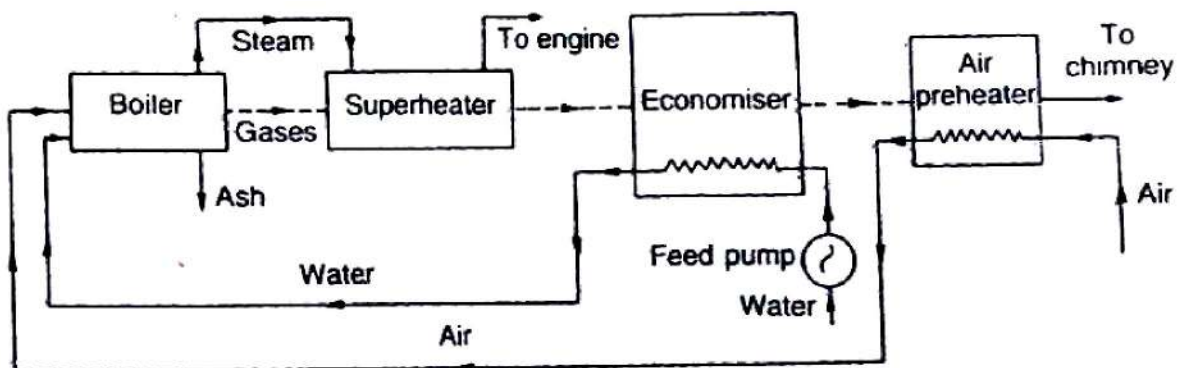 Steam
To engine
To
chimney
Boiler
Gases
Superheater
Economiser
Air
preheater
Ash
Air
Feed pump
Water
Water
Air